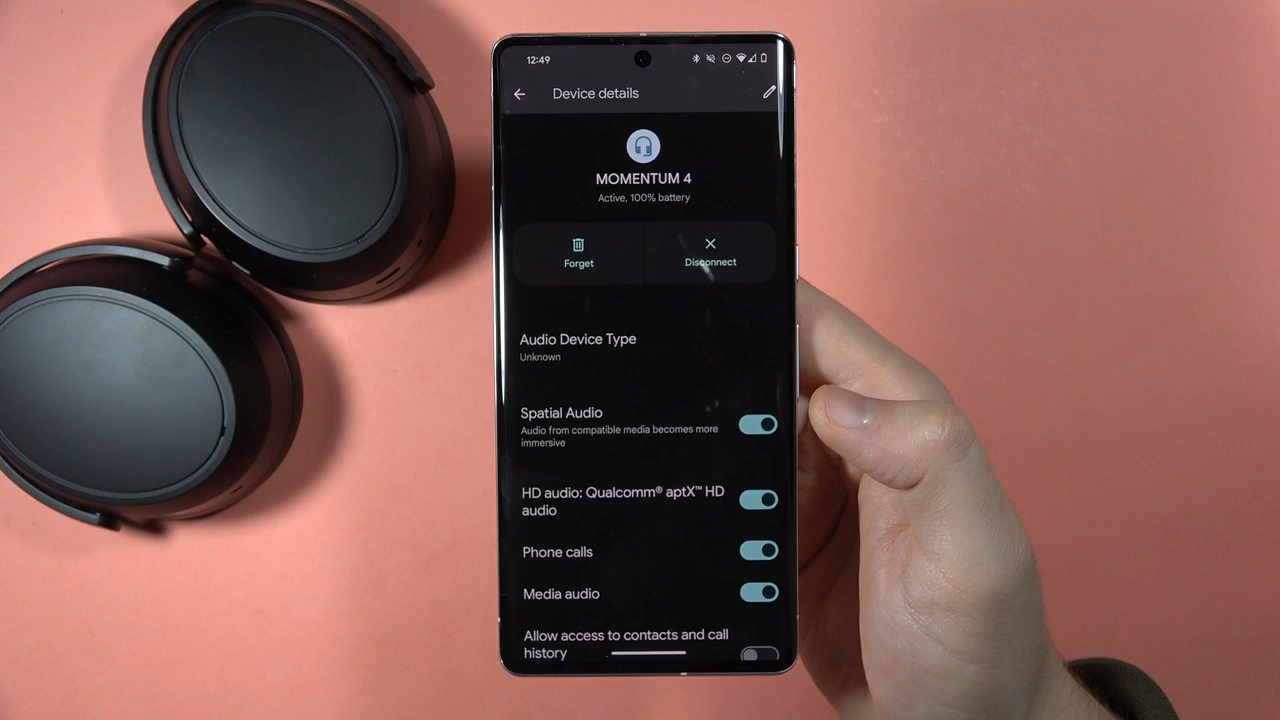 12:49
Device details
MOMENTUM 4
Active, 100% battery
Forget
Disconnect
Audio Device Type
Unknown
Spatial Audio
Audio from compatible media becomes more
immersive
HD audio: Qualcomm® aptX™ HD
audio
Phone calls
Media audio
Allow access to contacts and call
history